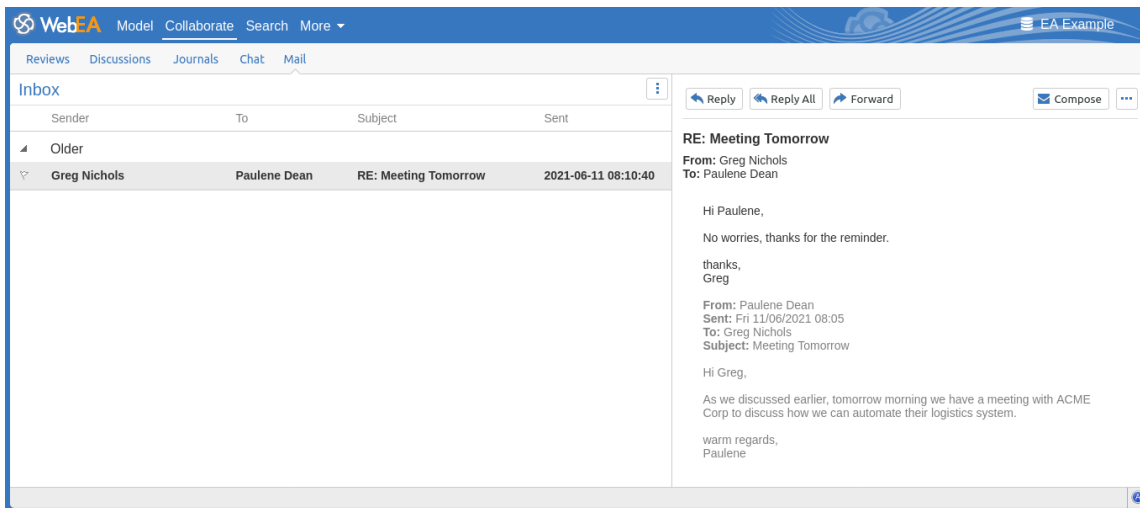 WebEA Model Collaborate Search More EA Example
Reviews Discussions Journals Chat Mail
Inbox
Sender To Subject Sent
Older
Greg Nichols Paulene Dean RE: Meeting Tomorrow 2021-06-11 08:10:40
Reply Reply All Forward Compose
RE: Meeting Tomorrow
From: Greg Nichols
To: Paulene Dean
Hi Paulene,
No worries, thanks for the reminder.
thanks,
Greg
From: Paulene Dean
Sent: Fri 11/06/2021 08:05
To: Greg Nichols
Subject: Meeting Tomorrow
Hi Greg,
As we discussed earlier, tomorrow morning we have a meeting with ACME
Corp to discuss how we can automate their logistics system.
warm regards,
Paulene